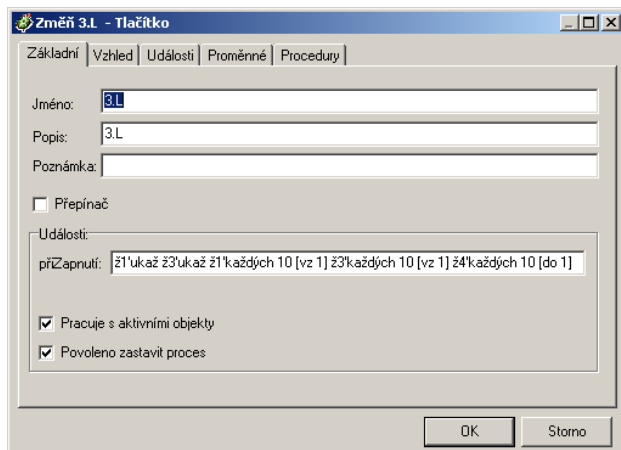 Změň 3.L - Tlačítko
Základní Vzhled Události Proměnné Procedury
Jméno: 3.L
Popis: 3.L
Poznámka:
Přepínač
Události:
přiZapnutí: ž1'ukaž ž3'ukaž ž1'každých 10 [vz 1] ž3'každých 10 [vz 1] ž4'každých 10 [do 1]
Pracuje s aktivními objekty
Povoleno zastavit proces
OK Storno